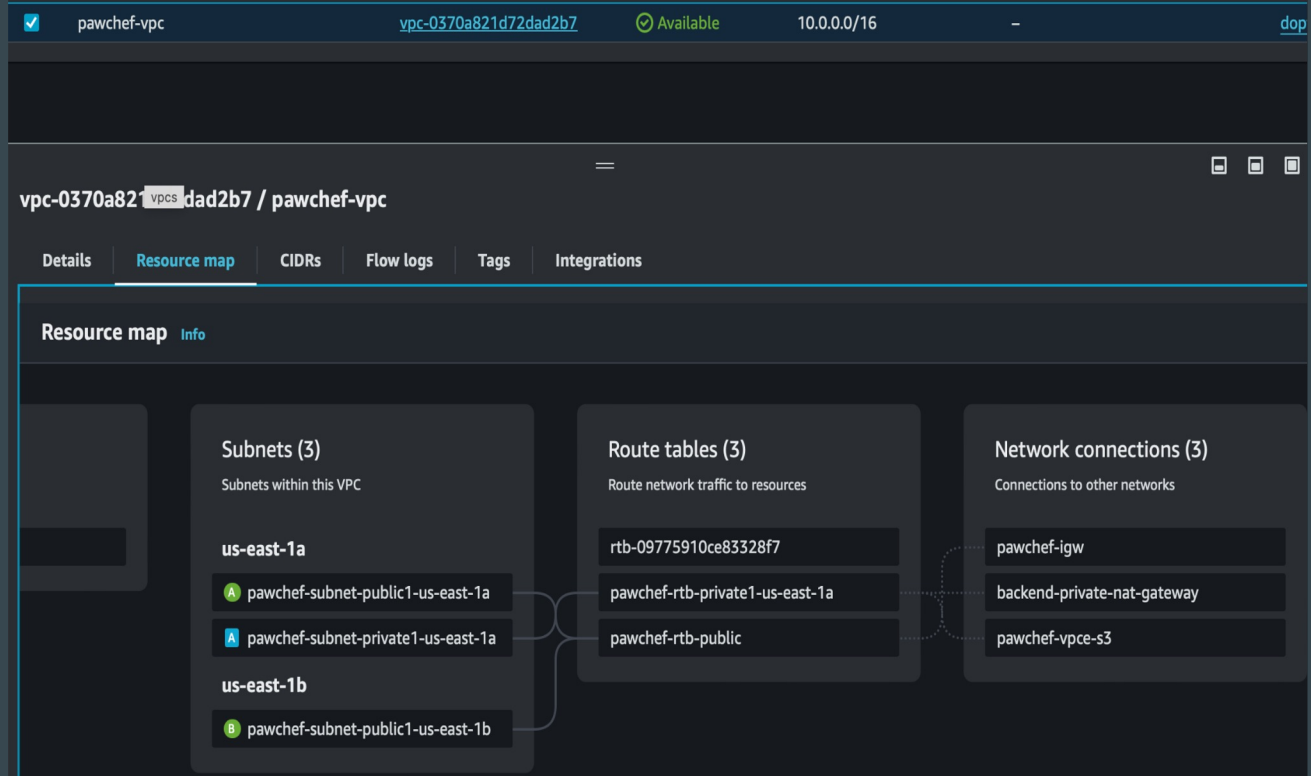 pawchef-vpc vpc-0370a821d72dad2b7 Available 10.0.0.0/16 – dop
vpc-0370a821 vpcs dad2b7 / pawchef-vpc
Details Resource map CIDRs Flow logs Tags Integrations
Resource map Info
Subnets (3)
Subnets within this VPC
us-east-1a
A pawchef-subnet-public1-us-east-1a
A pawchef-subnet-private1-us-east-1a
us-east-1b
B pawchef-subnet-public1-us-east-1b
Route tables (3)
Route network traffic to resources
rtb-09775910ce83328f7
pawchef-rtb-private1-us-east-1a
pawchef-rtb-public
Network connections (3)
Connections to other networks
pawchef-igw
backend-private-nat-gateway
pawchef-vpce-s3